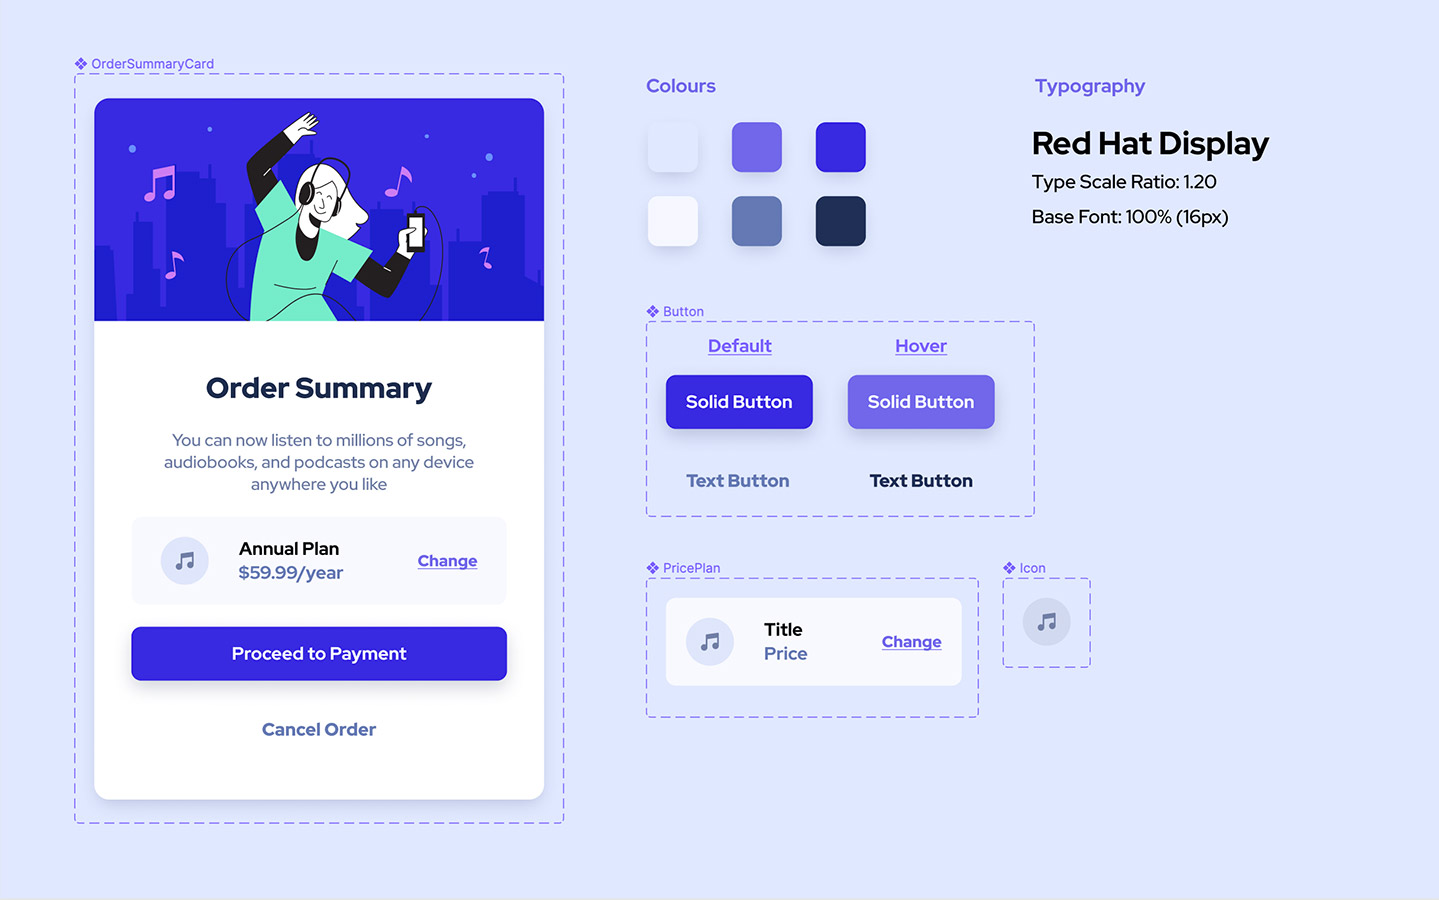 OrderSummaryCard
Order Summary
You can now listen to millions of songs,
audiobooks, and podcasts on any device
anywhere you like
Annual Plan
$59.99/year
Change
Proceed to Payment
Cancel Order
Colours
Typography
Red Hat Display
Type Scale Ratio: 1.20
Base Font: 100% (16px)
Button
Default
Hover
Solid Button
Solid Button
Text Button
Text Button
PricePlan
Title
Price
Change
Icon